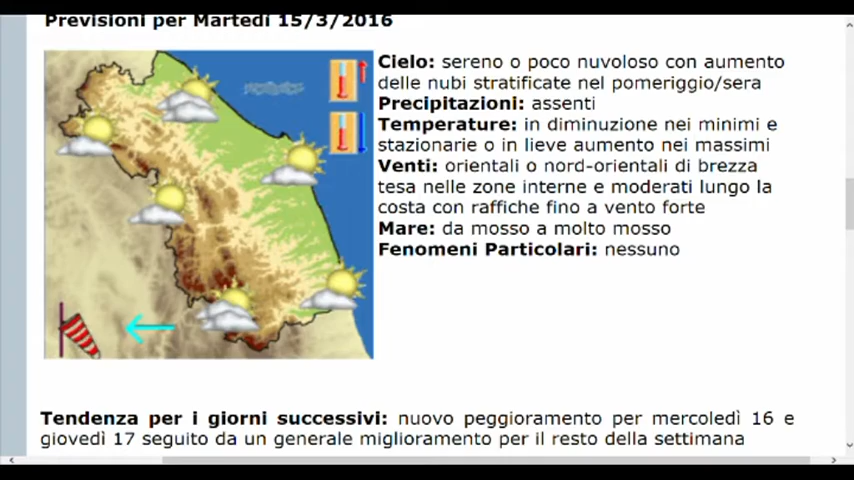 Previsioni per Martedì 15/3/2016
Cielo: sereno o poco nuvoloso con aumento
delle nubi stratificate nel pomeriggio/sera
Precipitazioni: assenti
Temperature: in diminuzione nei minimi e
stazionarie o in lieve aumento nei massimi
Venti: orientali o nord-orientali di brezza
tesa nelle zone interne e moderati lungo la
costa con raffiche fino a vento forte
Mare: da mosso a molto mosso
Fenomeni Particolari: nessuno
Tendenza per i giorni successivi: nuovo peggioramento per mercoledì 16 e
giovedì 17 seguito da un generale miglioramento per il resto della settimana